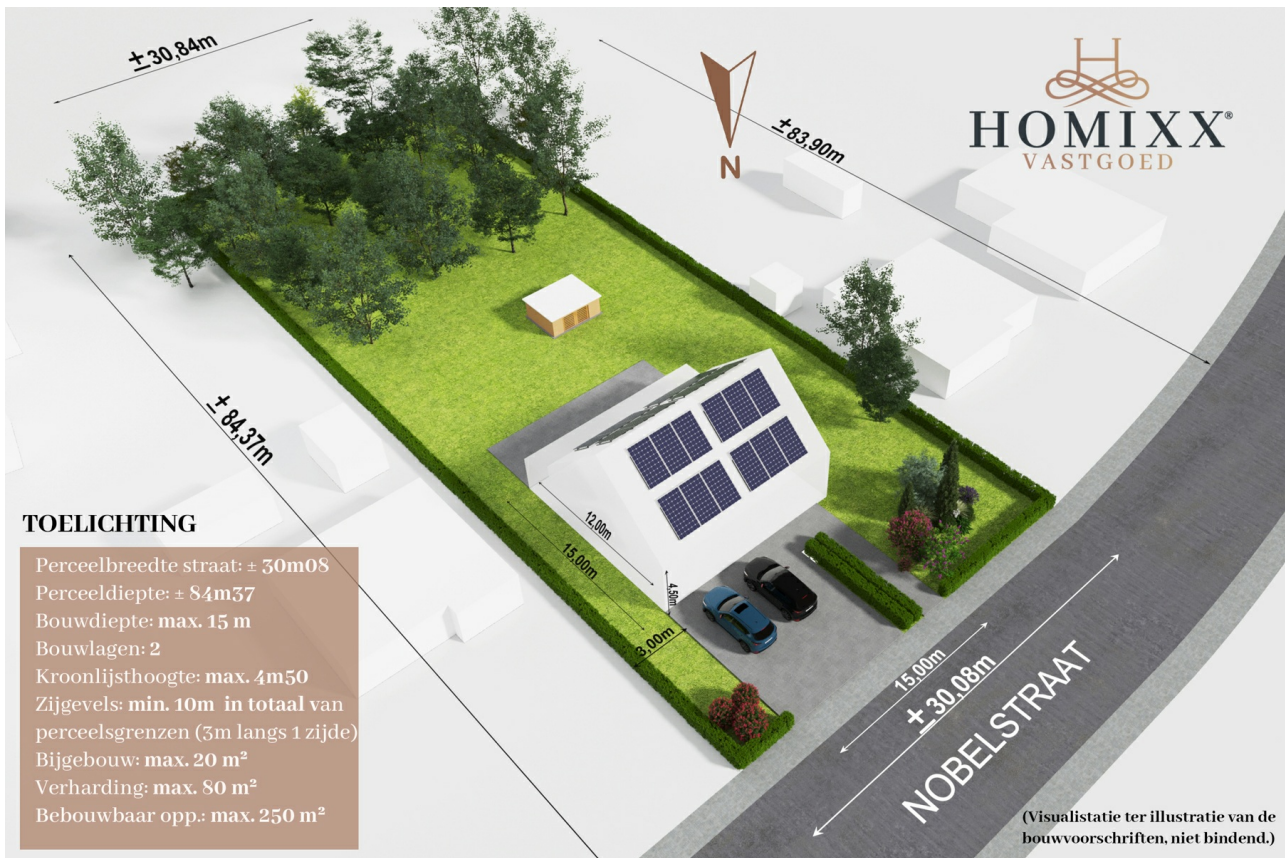 ±30,84m
N
H
HOMIXX®
VASTGOED
±83,90m
± 84,37m
12,00m
15,00m
4,50m
3,00m
15,00m
±30,08m
NOBELSTRAAT
TOELICHTING
Perceelbreedte straat: ± 30m08
Perceeldiepte: ± 84m37
Bouwdiepte: max. 15 m
Bouwlagen: 2
Kroonlijsthoogte: max. 4m50
Zijgevels: min. 10m in totaal van
perceelsgrenzen (3m langs 1 zijde)
Bijgebouw: max. 20 m²
Verharding: max. 80 m²
Bebouwbaar opp.: max. 250 m²
(Visualistatie ter illustratie van de
bouwvoorschriften, niet bindend.)